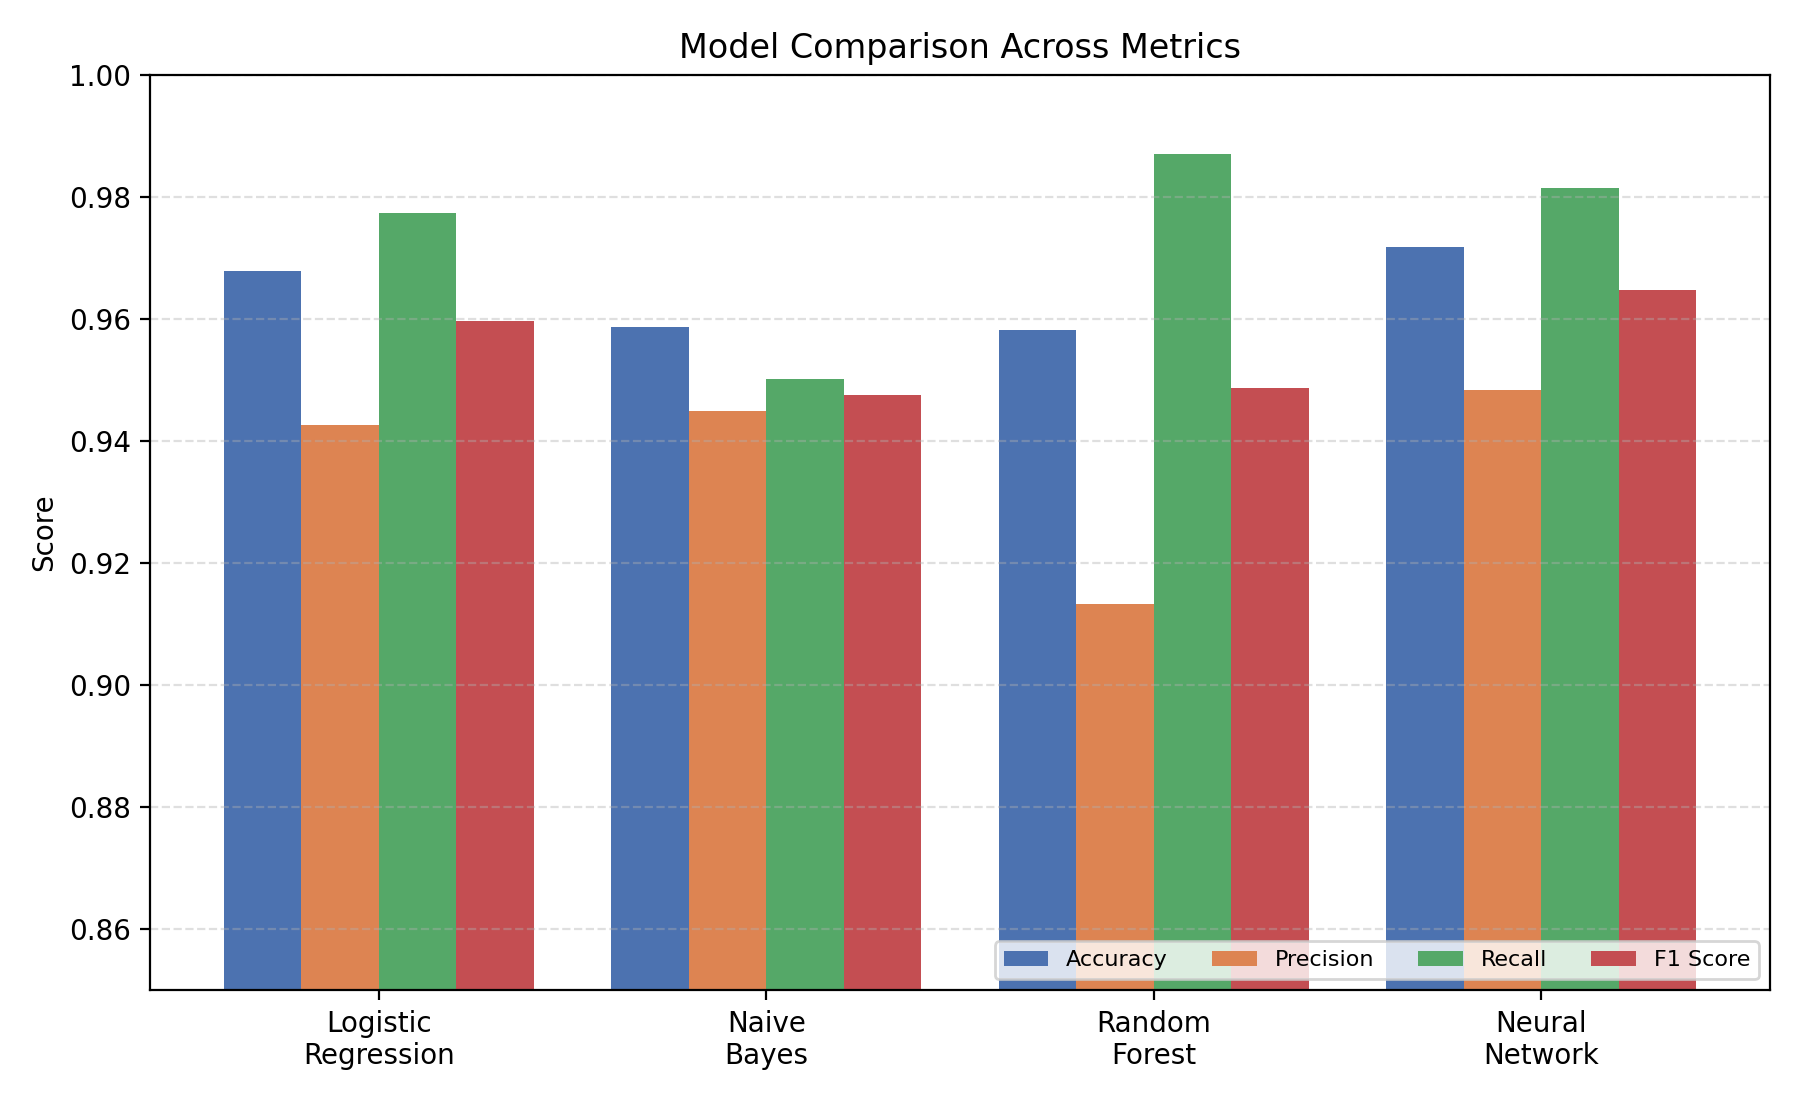 Model Comparison Across Metrics
1.00
0.98
0.96
0.94
0.92
0.90
0.88
0.86
Score
Accuracy Precision Recall F1 Score
Logistic
Regression
Naive
Bayes
Random
Forest
Neural
Network